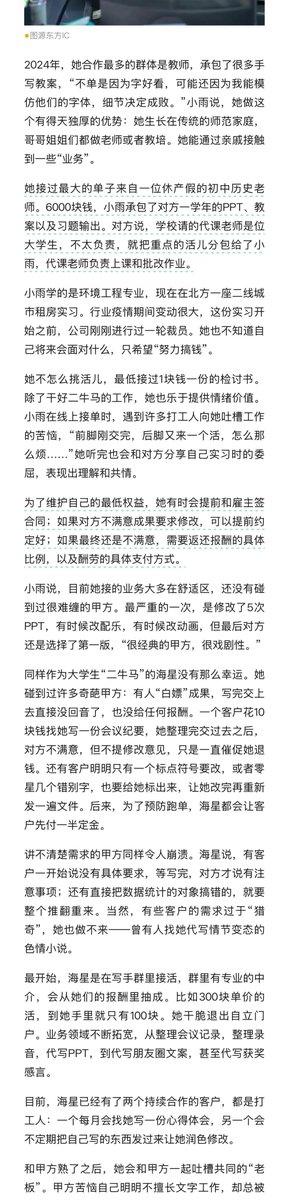 ●图源东方IC
2024年，她合作最多的群体是教师，承包了很多手
写教案，“不单是因为字好看，可能还因为我能模
仿他们的字体，细节决定成败。”小雨说，她做这
个有得天独厚的优势：她生长在传统的师范家庭，
哥哥姐姐们都做老师或者教培。她能通过亲戚接触
到一些“业务”。
她接过最大的单子来自一位休产假的初中历史老
师。6000块钱，小雨承包了对方一学年的PPT、教
案以及习题输出。对方说，学校请的代课老师是位
大学生，不太负责，就把重点的活儿分包给了小
雨，代课老师负责上课和批改作业。
小雨学的是环境工程专业，现在在北方一座二线城
市租房实习。行业疫情期间变动很大，这份实习开
始之前，公司刚刚进行过一轮裁员。她也不知道自
己将来会面对什么，只希望“努力搞钱”。
她不怎么挑活儿，最低接过1块钱一份的检讨书。
除了干好二牛马的工作，她也乐于提供情绪价值。
小雨在线上接单时，遇到许多打工人向她吐槽工作
的苦恼，“前脚刚交完，后脚又来一个活，怎么那
么烦……”她听完也会和对方分享自己实习时的委
屈，表现出理解和共情。
为了维护自己的最低权益，她有时会提前和雇主签
合同；如果对方不满意成果要求修改，可以提前约
定好；如果最终还是不满意，需要返还报酬的具体
比例，以及酬劳的具体支付方式。
小雨说，目前她接的业务大多在舒适区，还没有碰
到过很难缠的甲方。最严重的一次，是修改了5次
PPT，有时候改配乐，有时候改动画，但最后对方
还是选择了第一版，“很经典的甲方，很戏剧性。”
同样作为大学生“二牛马”的海星没有那么幸运。她
碰到过许多奇葩甲方：有人“白嫖”成果，写完交上
去直接没回音了，也没给任何报酬。一个客户花10
块钱找她写一份会议纪要，她整理完交过去之后，
对方不满意，但不提修改意见，只是一直催促她退
钱。还有客户明明只有一个标点符号要改，或者零
星几个错别字，也要给她标出来，让她改完再重新
发一遍文件。后来，为了预防跑单，海星都会让客
户先付一半定金。
讲不清楚需求的甲方同样令人崩溃。海星说，有客
户一开始说没有具体要求，等写完，对方才说有注
意事项；还有直接把数据统计的对象搞错的，就要
整个推翻重来。当然，有些客户的需求过于“猎
奇”，她也做不来——曾有人找她代写情节变态的
色情小说。
最开始，海星是在写手群里接活，群里有专业的中
介，会从她们的报酬里抽成。比如300块单价的
活，到她手里就只有100块。她干脆退出自立门
户。业务领域不断拓宽，从整理会议记录，整理录
音，代写PPT，到代写朋友圈文案，甚至代写获奖
感言。
目前，海星已经有了两个持续合作的客户，都是打
工人：一个每月会找她写一份心得体会，另一个会
不定期把自己写的东西发过来让她润色修改。
和甲方熟了之后，她会和甲方一起吐槽共同的“老
板”。甲方苦恼自己明明不擅长文字工作，却总被